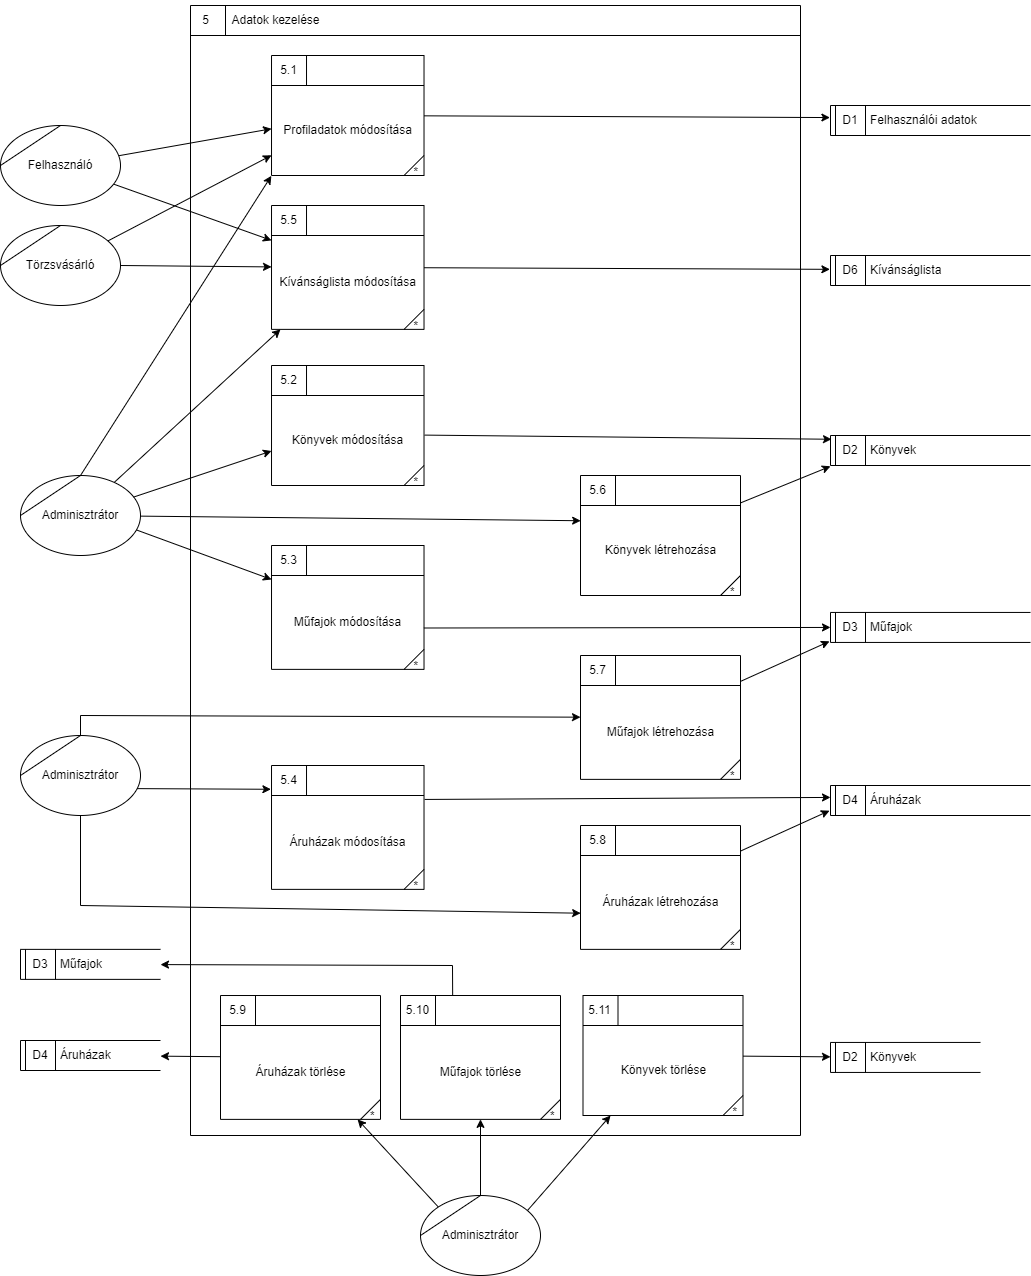 5 Adatok kezelése
5.1
Profiladatok módosítása
*
D1 Felhasználói adatok
Felhasználó
5.5
Kívánságlista módosítása
*
Törzsvásárló
D6 Kívánságlista
5.2
Könyvek módosítása
*
D2 Könyvek
5.6
Könyvek létrehozása
*
Adminisztrátor
5.3
Műfajok módosítása
*
D3 Műfajok
5.7
Műfajok létrehozása
*
Adminisztrátor
5.4
Áruházak módosítása
*
D4 Áruházak
5.8
Áruházak létrehozása
*
D3 Műfajok
5.9
Áruházak törlése
*
5.10
Műfajok törlése
*
5.11
Könyvek törlése
*
D4 Áruházak
D2 Könyvek
Adminisztrátor